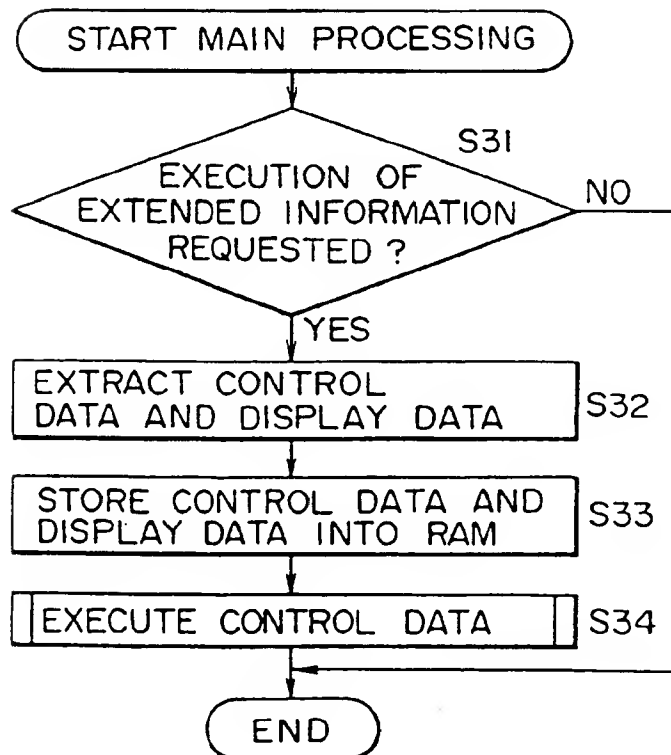 START MAIN PROCESSING
S31
EXECUTION OF
EXTENDED INFORMATION
REQUESTED ?
NO
YES
EXTRACT CONTROL
DATA AND DISPLAY DATA
S32
STORE CONTROL DATA AND
DISPLAY DATA INTO RAM
S33
EXECUTE CONTROL DATA
S34
END